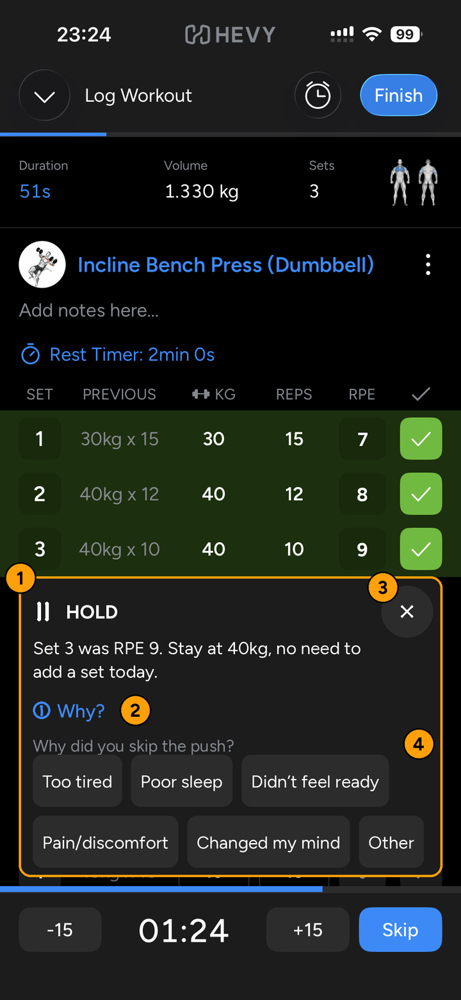 23:24
HEVY
99
Log Workout
Finish
Duration
Volume
Sets
51s
1.330 kg
3
Incline Bench Press (Dumbbell)
Add notes here...
Rest Timer: 2min 0s
SET PREVIOUS KG REPS RPE
1 30kg x 15 30 15 7
2 40kg x 12 40 12 8
3 40kg x 10 40 10 9
1
3
HOLD
Set 3 was RPE 9. Stay at 40kg, no need to
add a set today.
Why?
2
Why did you skip the push?
4
Too tired Poor sleep Didn’t feel ready
Pain/discomfort Changed my mind Other
-15 01:24 +15 Skip